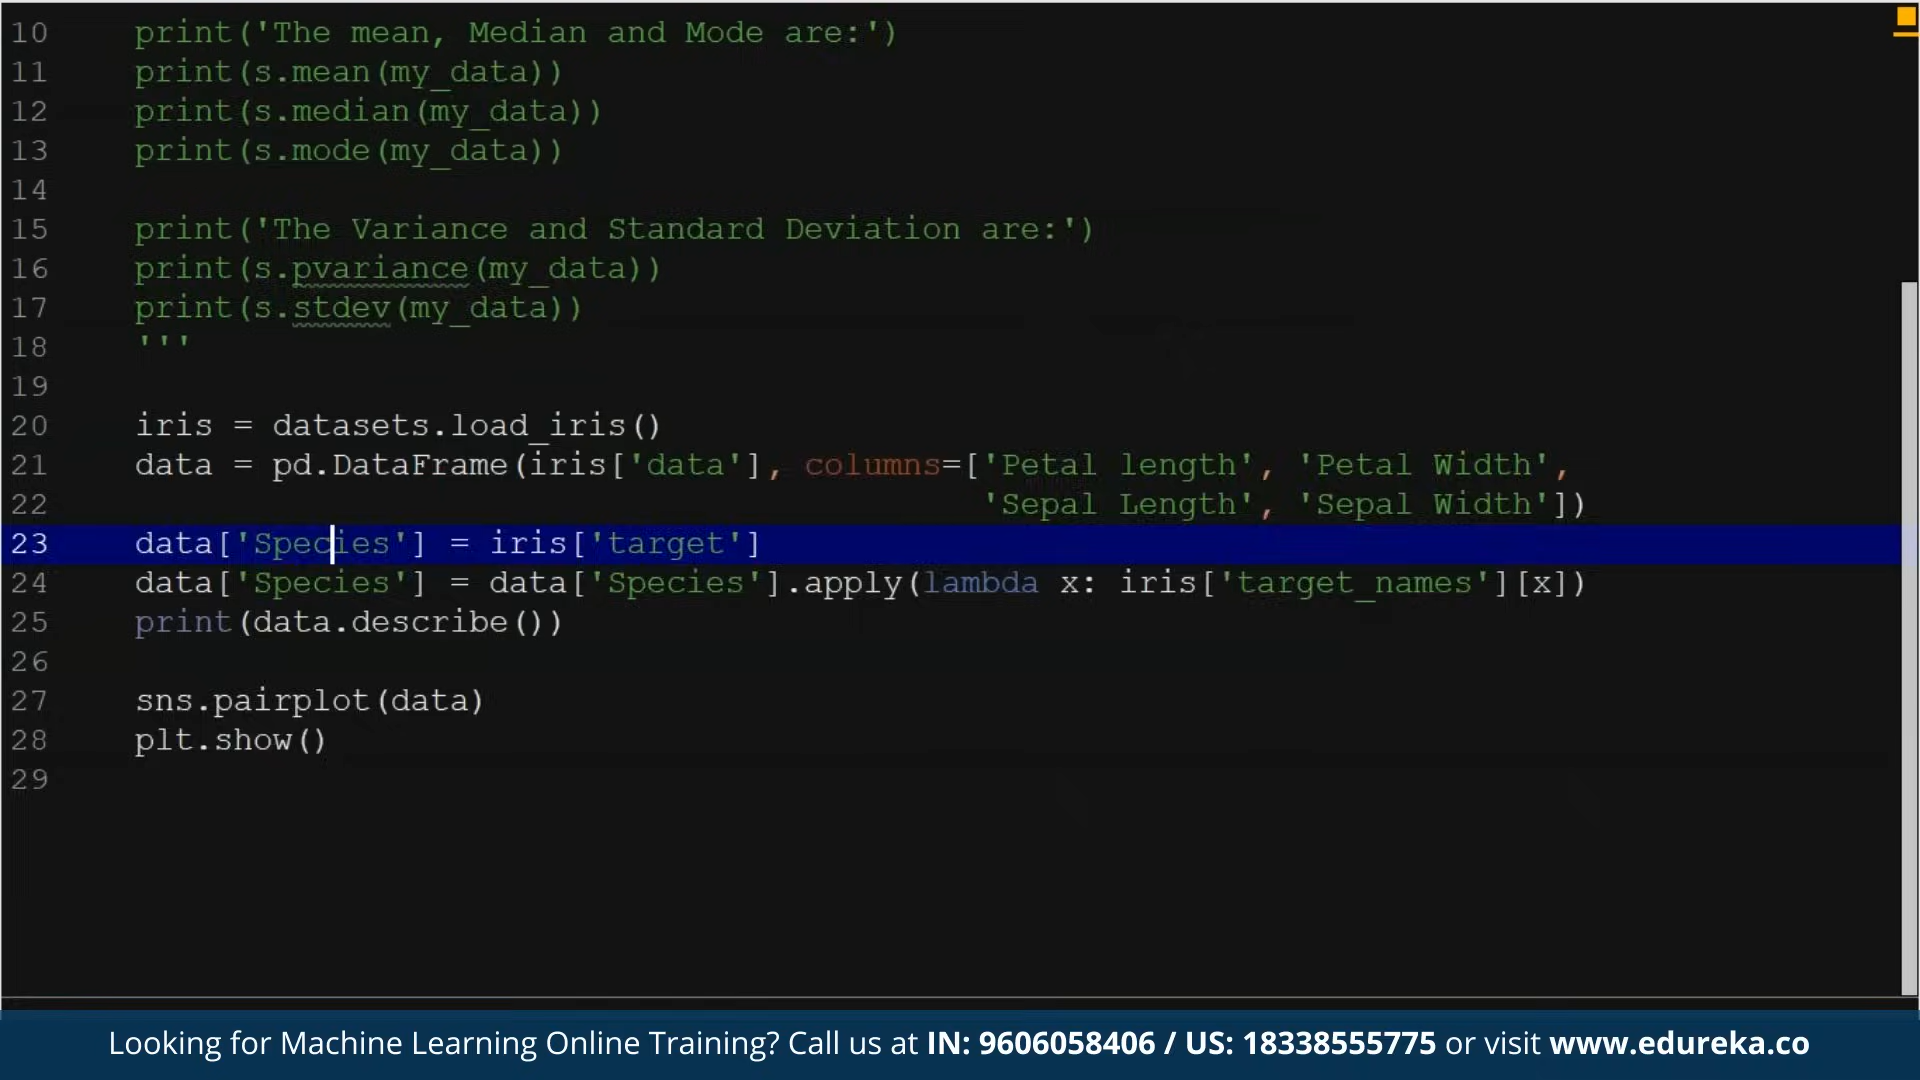 10 print('The mean, Median and Mode are:')
11 print(s.mean(my_data))
12 print(s.median(my_data))
13 print(s.mode(my_data))
14
15 print('The Variance and Standard Deviation are:')
16 print(s.pvariance(my_data))
17 print(s.stdev(my_data))
18 '''
19
20 iris = datasets.load_iris()
21 data = pd.DataFrame(iris['data'], columns=['Petal length', 'Petal Width',
22 'Sepal Length', 'Sepal Width'])
23 data['Species'] = iris['target']
24 data['Species'] = data['Species'].apply(lambda x: iris['target_names'][x])
25 print(data.describe())
26
27 sns.pairplot(data)
28 plt.show()
29
Looking for Machine Learning Online Training? Call us at IN: 9606058406 / US: 18338555775 or visit www.edureka.co